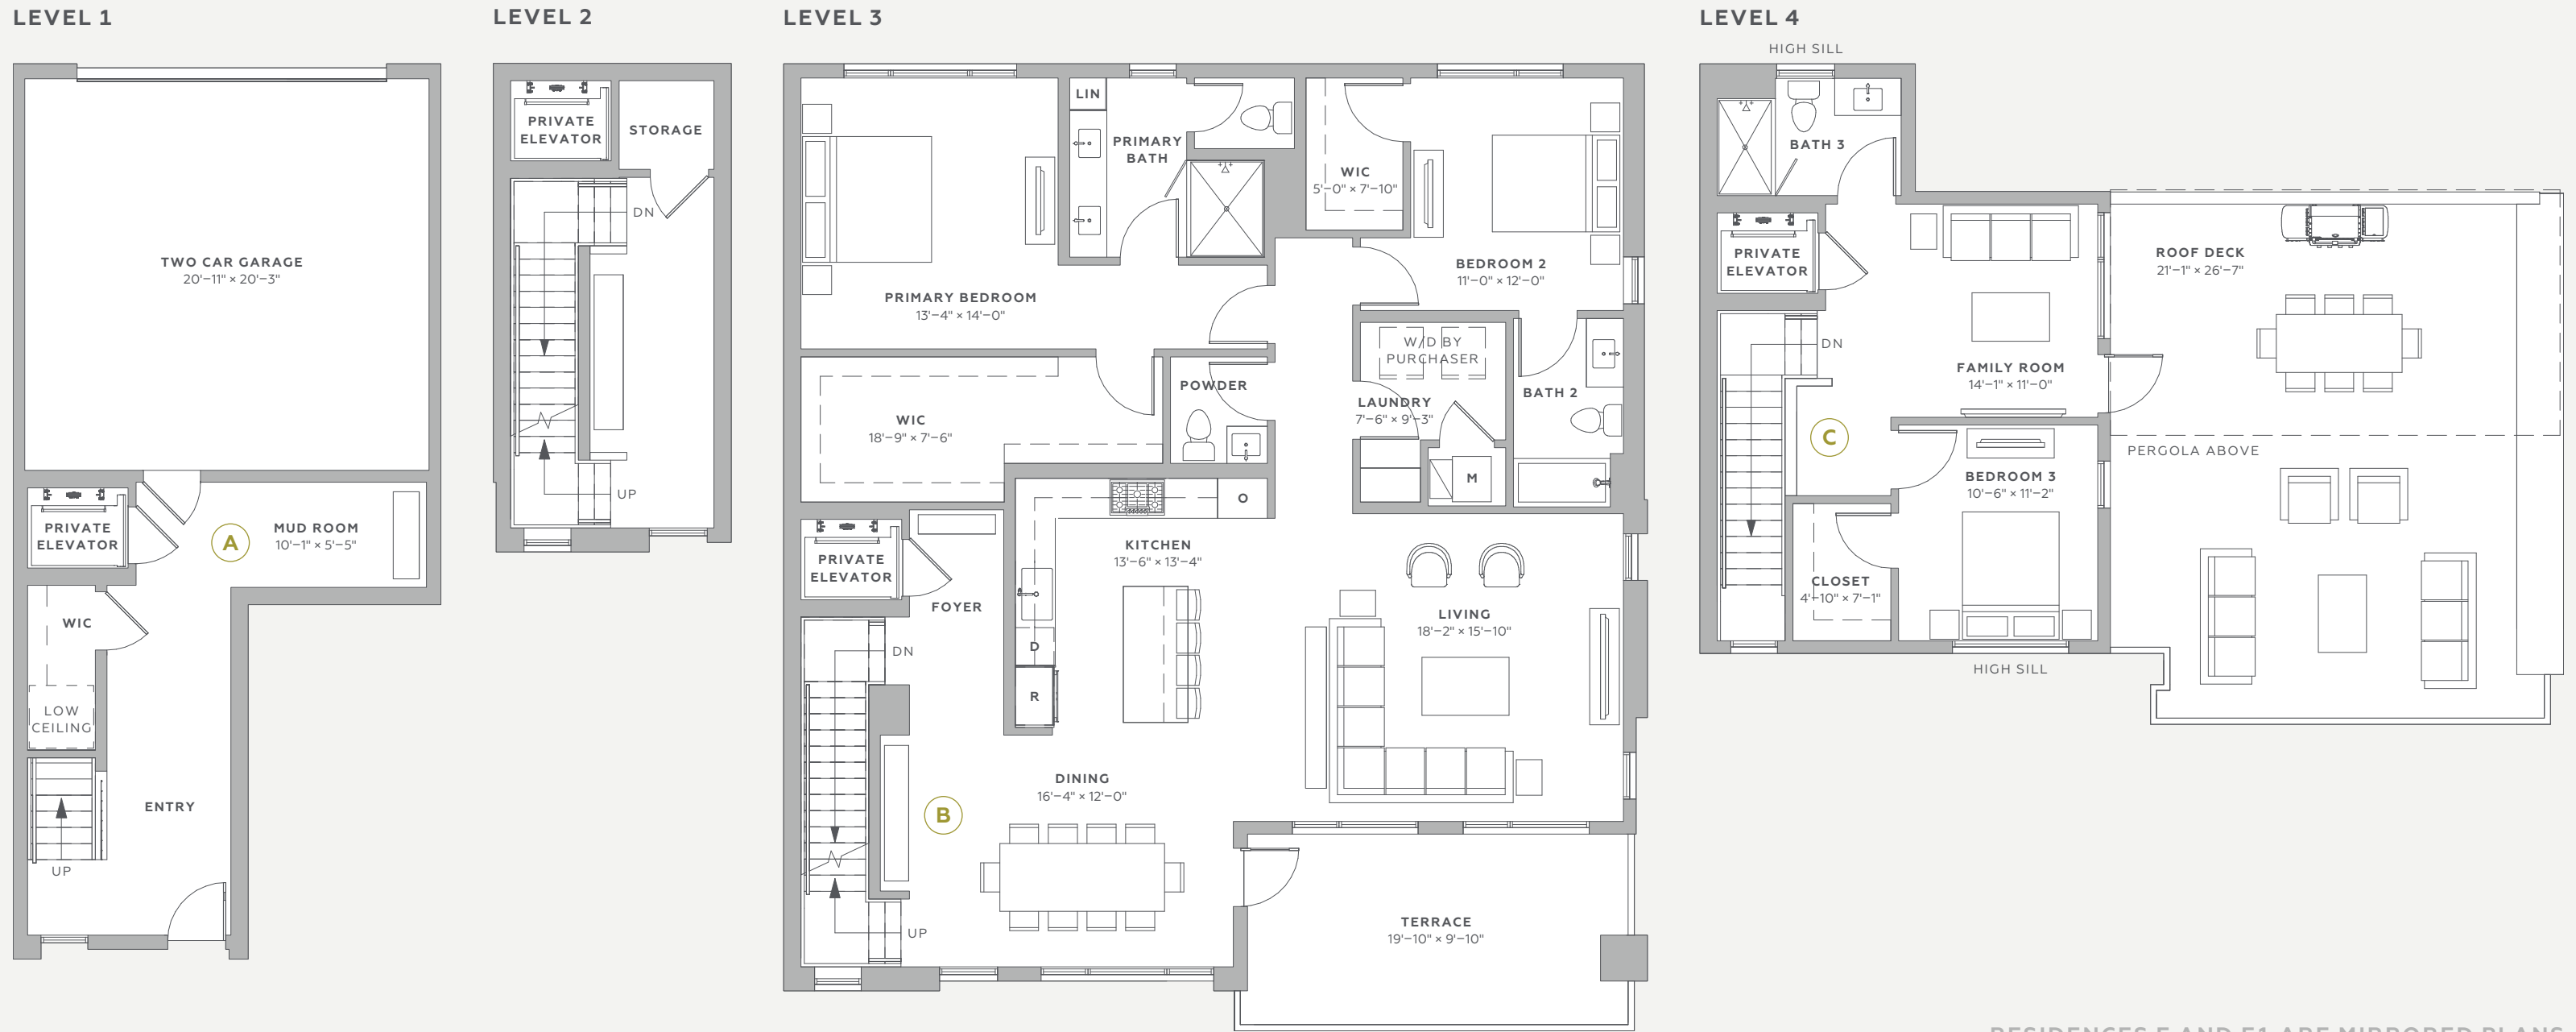 LEVEL 1
TWO CAR GARAGE
20'–11" × 20'–3"
PRIVATE
ELEVATOR
A
MUD ROOM
10'–1" × 5'–5"
WIC
LOW
CEILING
ENTRY
UP
LEVEL 2
PRIVATE
ELEVATOR
STORAGE
DN
UP
LEVEL 3
LIN
PRIMARY
BATH
WIC
5'–0" × 7'–10"
BEDROOM 2
11'–0" × 12'–0"
PRIMARY BEDROOM
13'–4" × 14'–0"
W/D BY
PURCHASER
POWDER
BATH 2
LAUNDRY
7'–6" × 9'–3"
WIC
18'–9" × 7'–6"
M
O
KITCHEN
13'–6" × 13'–4"
PRIVATE
ELEVATOR
FOYER
LIVING
18'–2" × 15'–10"
D
DN
R
DINING
16'–4" × 12'–0"
B
UP
TERRACE
19'–10" × 9'–10"
LEVEL 4
HIGH SILL
BATH 3
PRIVATE
ELEVATOR
ROOF DECK
21'–1" × 26'–7"
DN
FAMILY ROOM
14'–1" × 11'–0"
C
PERGOLA ABOVE
BEDROOM 3
10'–6" × 11'–2"
CLOSET
4'–10" × 7'–1"
HIGH SILL
RESIDENCES E AND E1 ARE MIRRORED PLANS